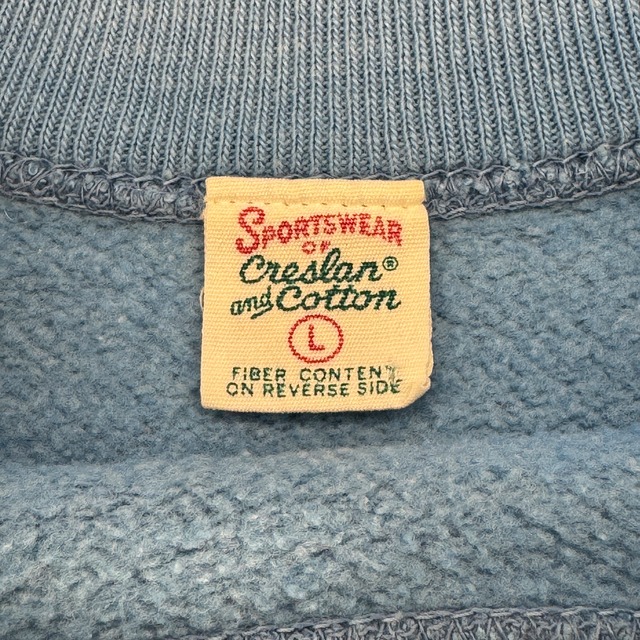 SPORTSWEAR
OF
Creslan®
and Cotton
L
FIBER CONTENT
ON REVERSE SIDE